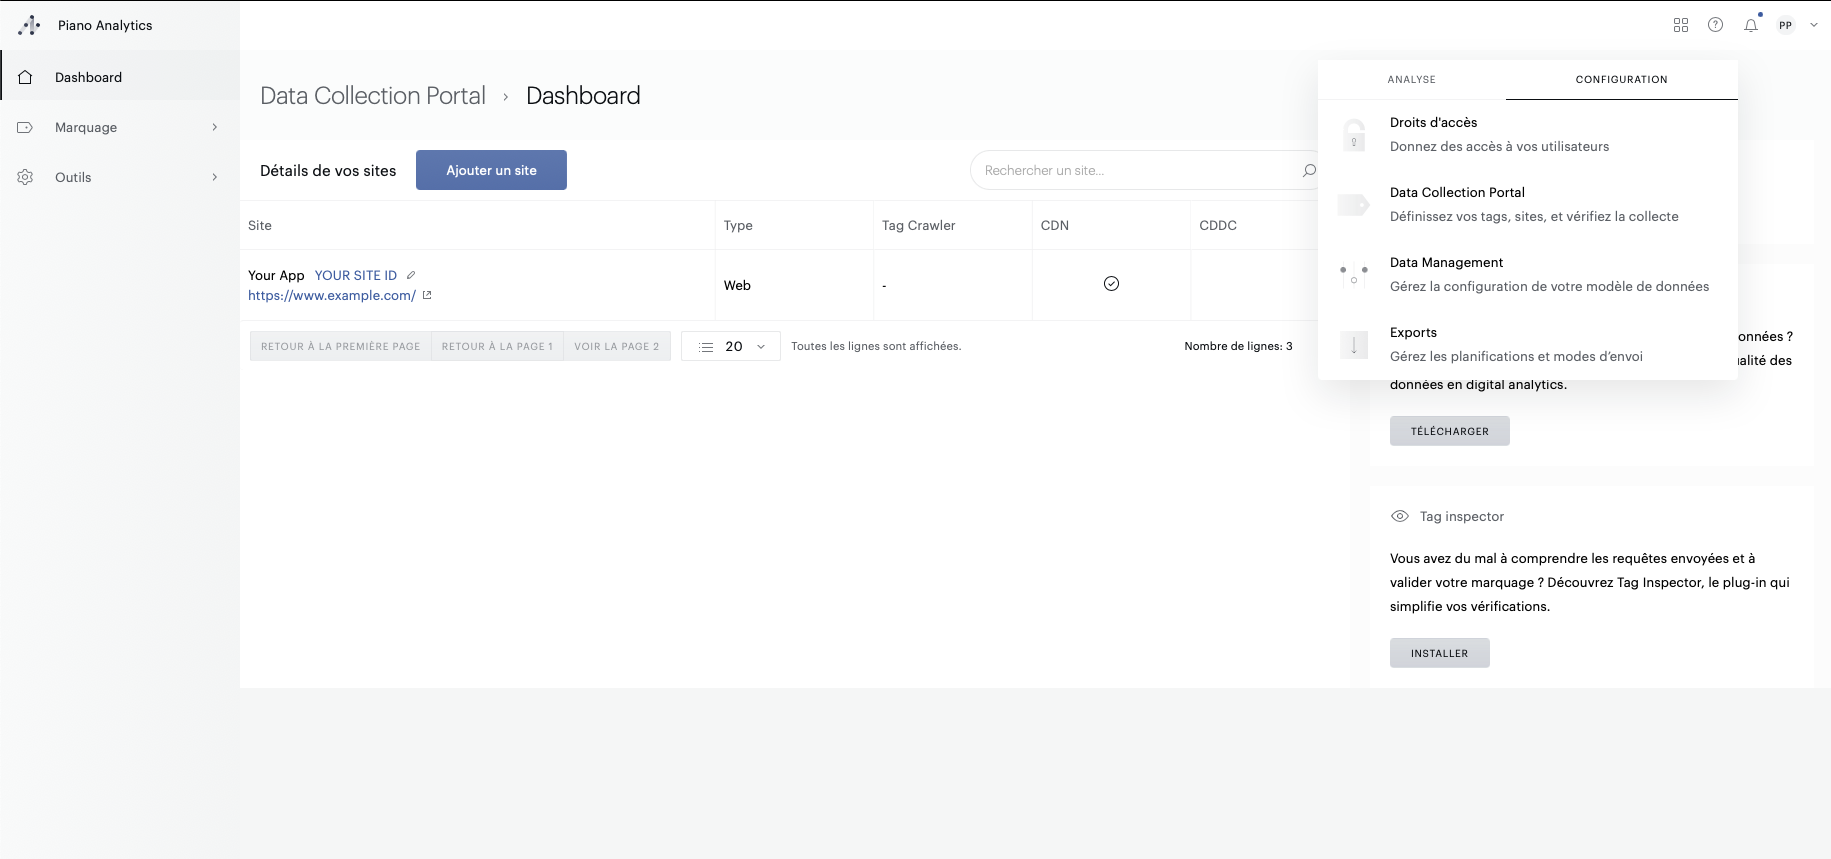 Piano Analytics
PP
Dashboard
Marquage
Outils
Data Collection Portal › Dashboard
Détails de vos sites
Ajouter un site
Rechercher un site...
Site
Type
Tag Crawler
CDN
CDDC
Your App YOUR SITE ID
https://www.example.com/
Web
-
RETOUR À LA PREMIÈRE PAGE
RETOUR À LA PAGE 1
VOIR LA PAGE 2
20
Toutes les lignes sont affichées.
Nombre de lignes: 3
ANALYSE
CONFIGURATION
Droits d'accès
Donnez des accès à vos utilisateurs
Data Collection Portal
Définissez vos tags, sites, et vérifiez la collecte
Data Management
Gérez la configuration de votre modèle de données
Exports
Gérez les planifications et modes d’envoi
onnées ?
alité des
données en digital analytics.
TÉLÉCHARGER
Tag inspector
Vous avez du mal à comprendre les requêtes envoyées et à
valider votre marquage ? Découvrez Tag Inspector, le plug-in qui
simplifie vos vérifications.
INSTALLER